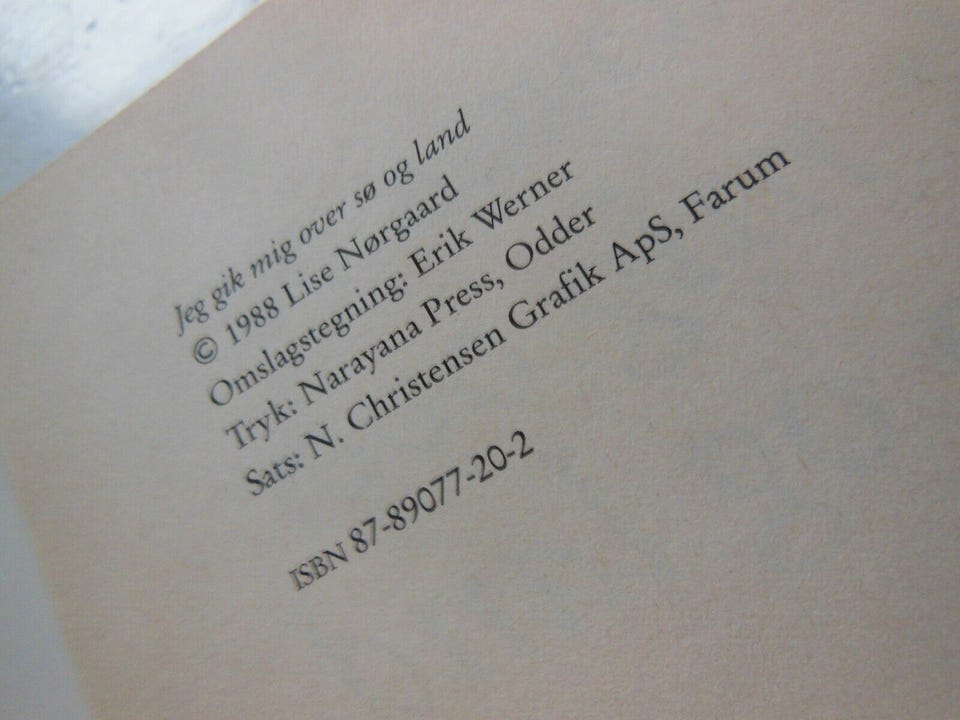 Jeg gik mig over sø og land
© 1988 Lise Nørgaard
Omslagstegning: Erik Werner
Tryk: Narayana Press, Odder
Sats: N. Christensen Grafik ApS, Farum
ISBN 87-89077-20-2